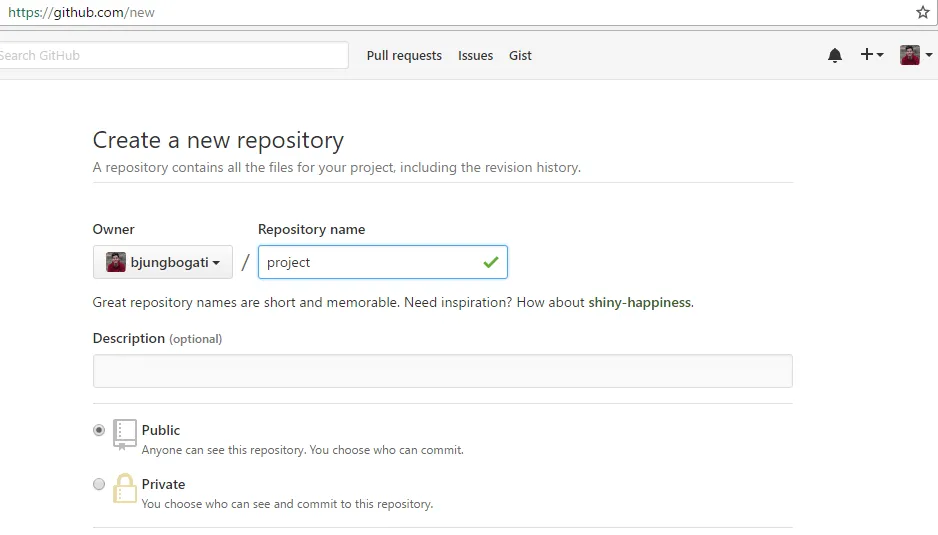 https://github.com/new
Search GitHub
Pull requests Issues Gist
Create a new repository
A repository contains all the files for your project, including the revision history.
Owner Repository name
bjungbogati / project
Great repository names are short and memorable. Need inspiration? How about shiny-happiness.
Description (optional)
Public
Anyone can see this repository. You choose who can commit.
Private
You choose who can see and commit to this repository.